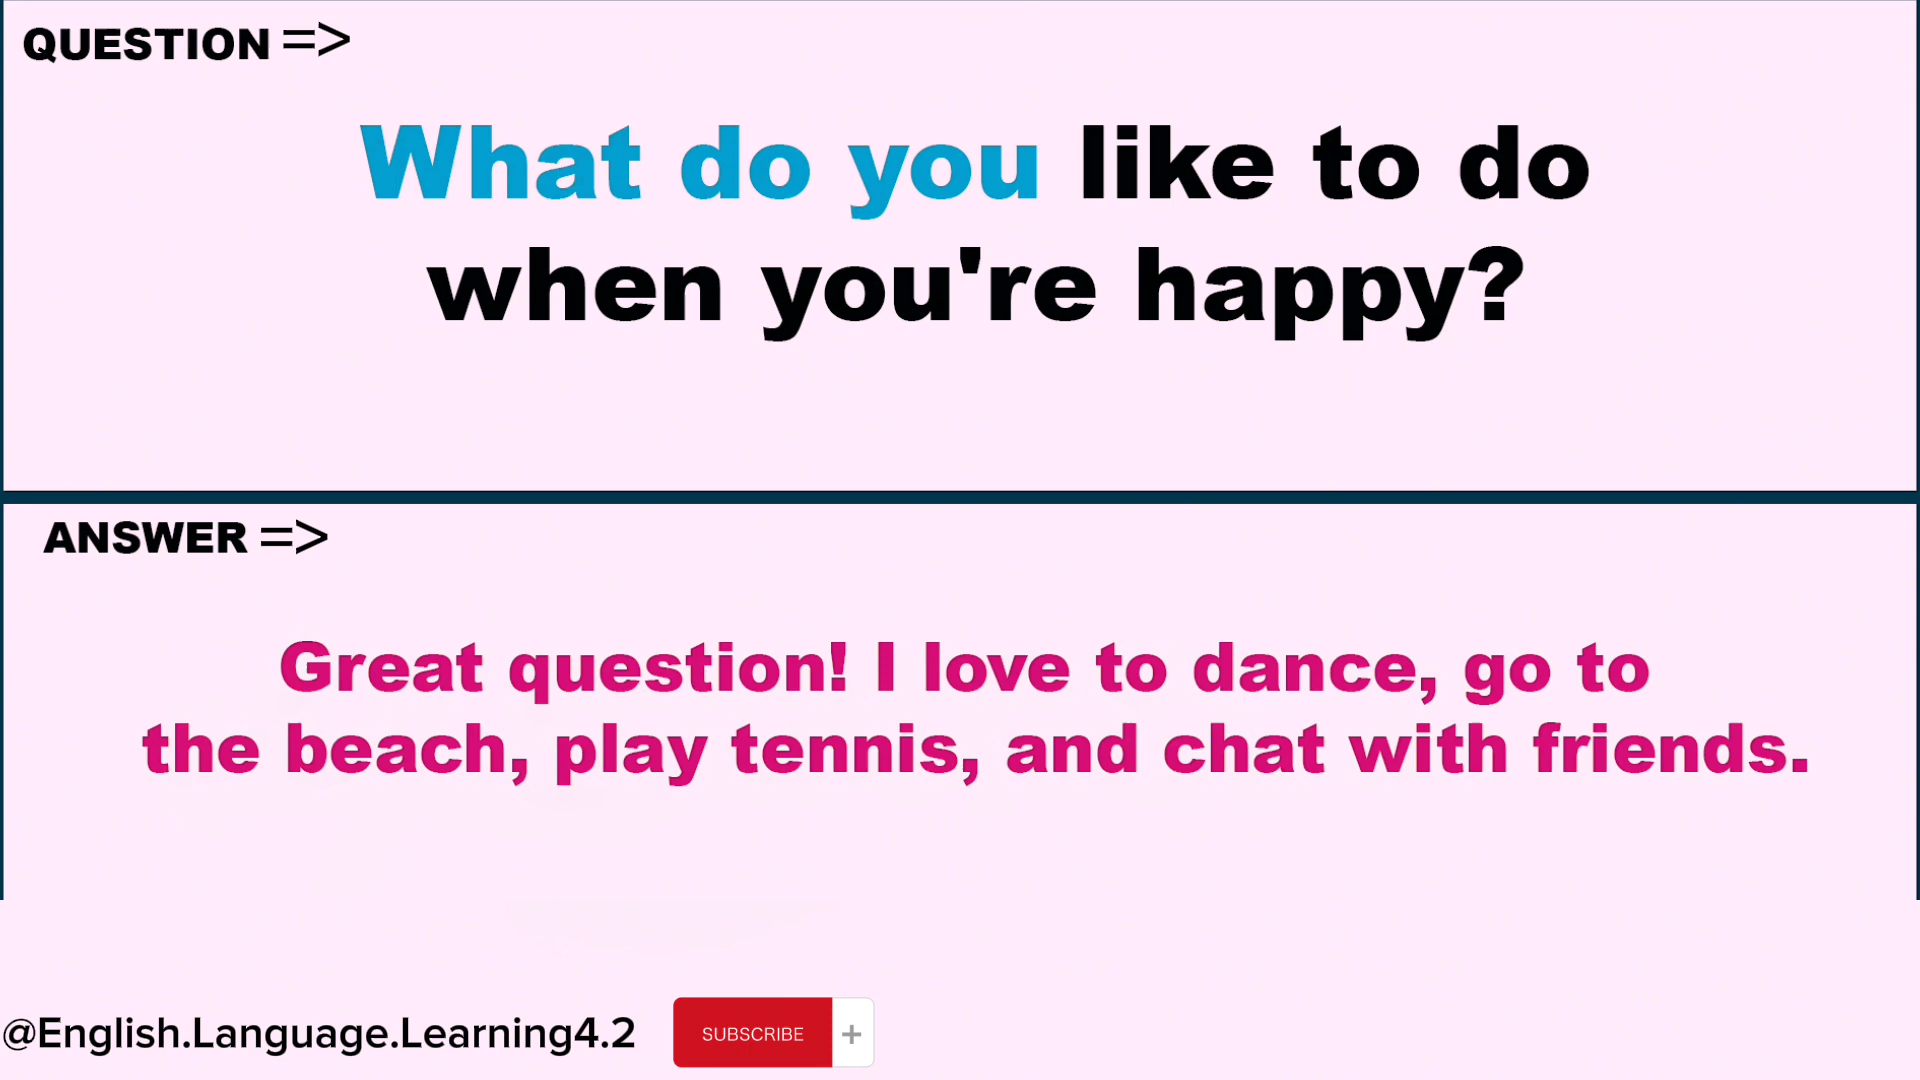 QUESTION =>
What do you like to do
when you're happy?
ANSWER =>
Great question! I love to dance, go to
the beach, play tennis, and chat with friends.
@English.Language.Learning4.2
SUBSCRIBE +